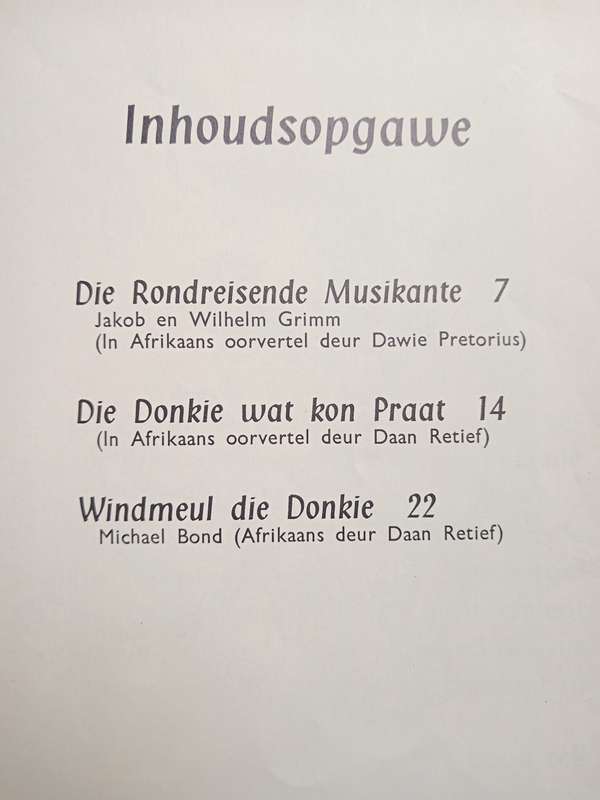 Inhoudsopgawe
Die Rondreisende Musikante 7
Jakob en Wilhelm Grimm
(In Afrikaans oorvertel deur Dawie Pretorius)
Die Donkie wat kon Praat 14
(In Afrikaans oorvertel deur Daan Retief)
Windmeul die Donkie 22
Michael Bond (Afrikaans deur Daan Retief)